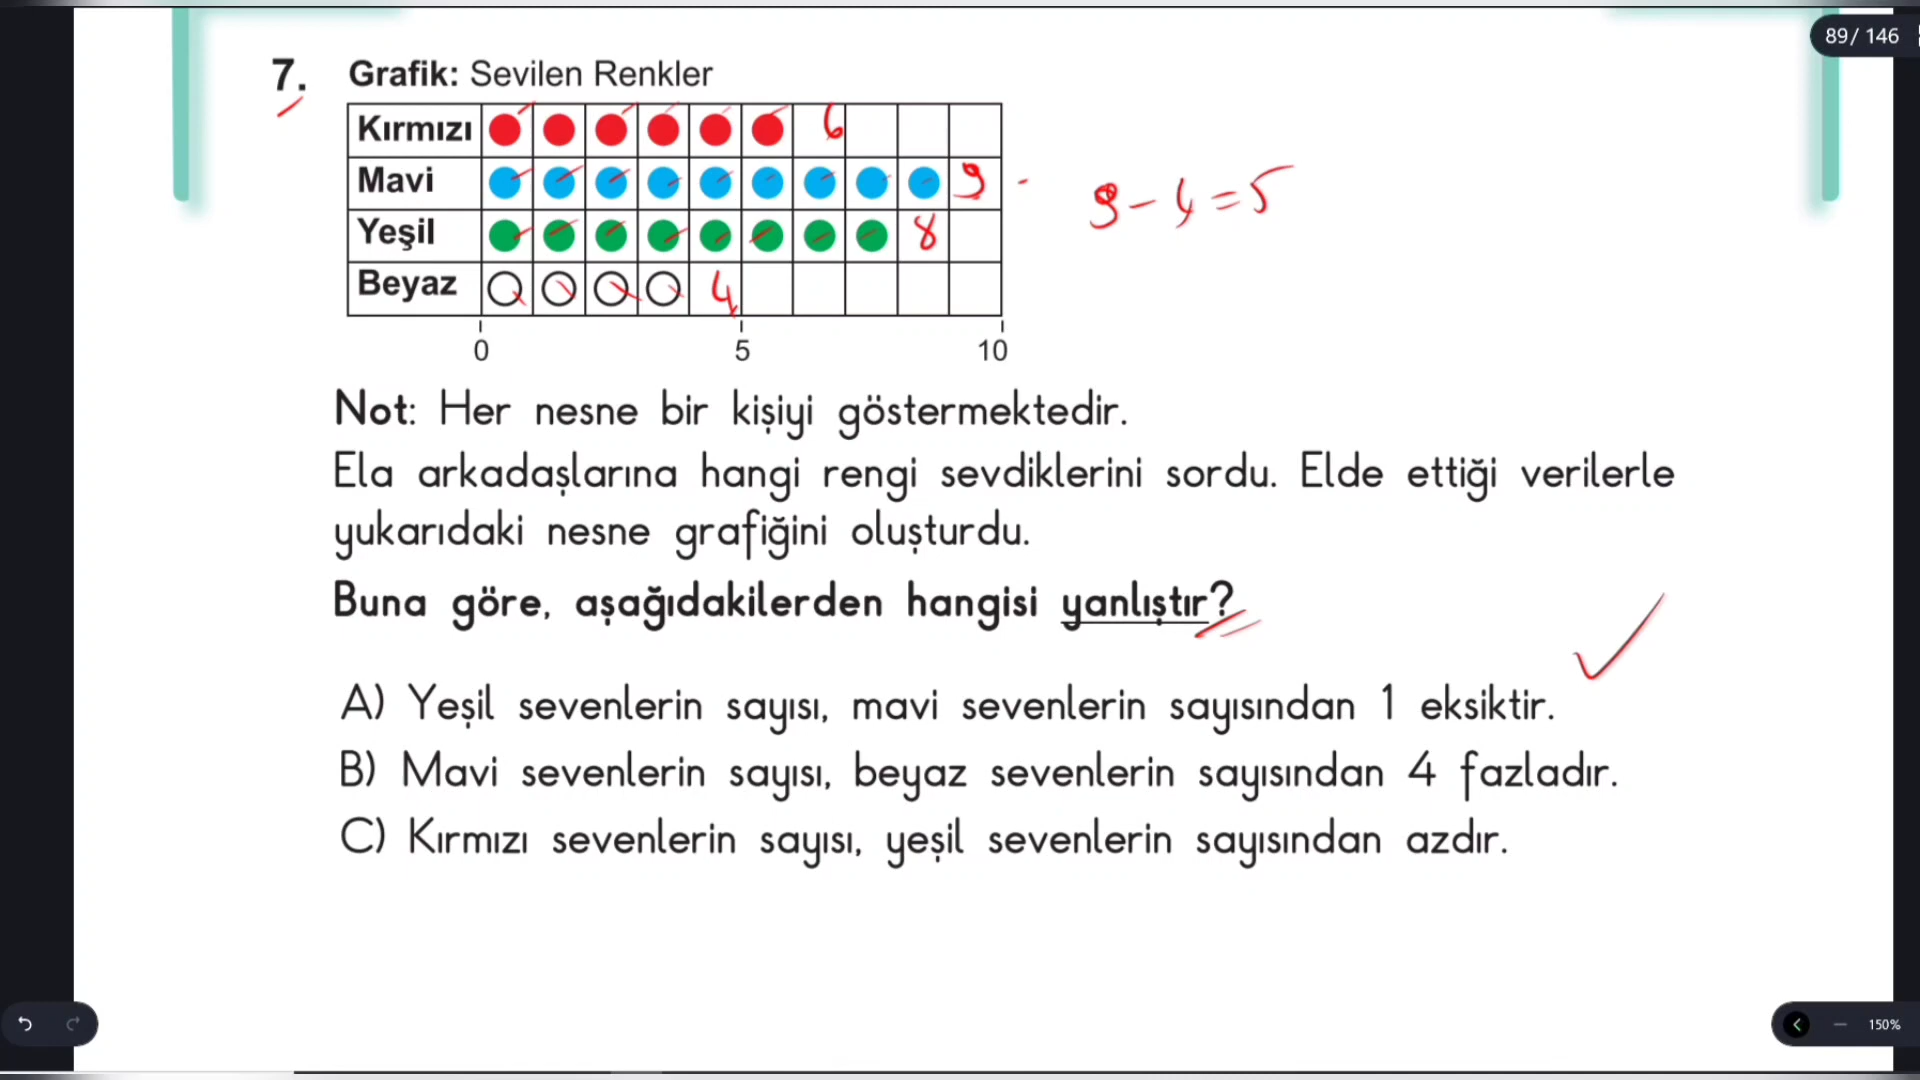 89/ 146
7. Grafik: Sevilen Renkler
Kırmızı 6
Mavi 9
9-4=5
Yeşil 8
Beyaz 4
0 5 10
Not: Her nesne bir kişiyi göstermektedir.
Ela arkadaşlarına hangi rengi sevdiklerini sordu. Elde ettiği verilerle
yukarıdaki nesne grafiğini oluşturdu.
Buna göre, aşağıdakilerden hangisi yanlıştır?
A) Yeşil sevenlerin sayısı, mavi sevenlerin sayısından 1 eksiktir.
B) Mavi sevenlerin sayısı, beyaz sevenlerin sayısından 4 fazladır.
C) Kırmızı sevenlerin sayısı, yeşil sevenlerin sayısından azdır.
150%